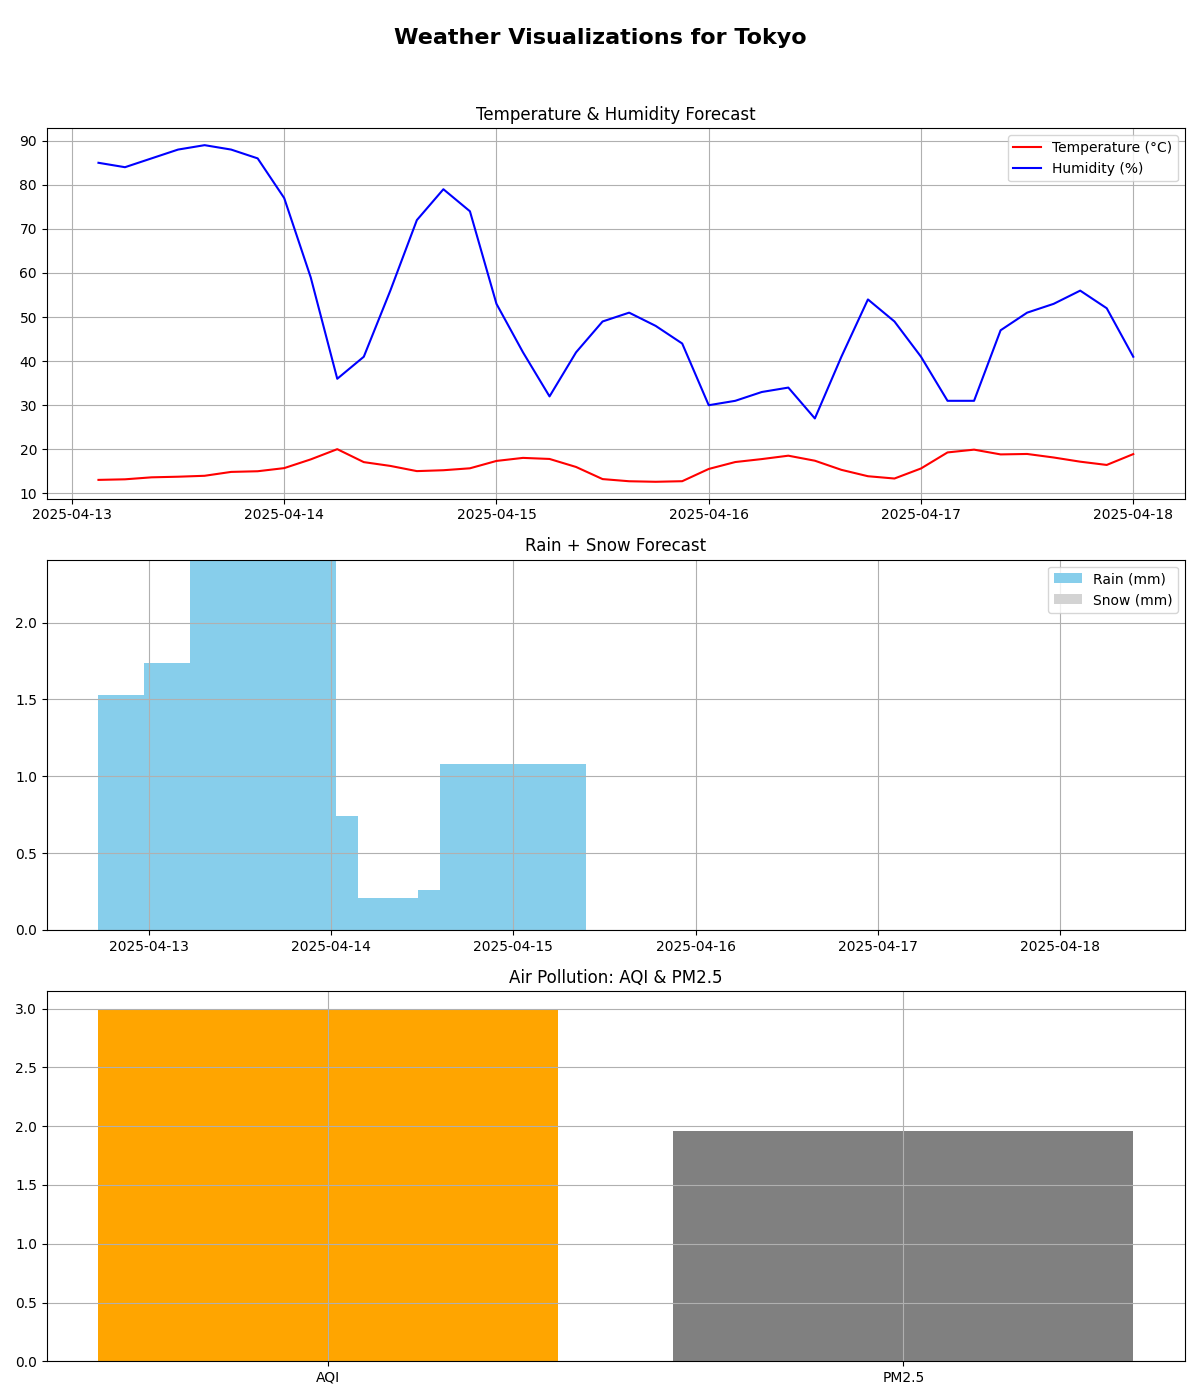 Weather Visualizations for Tokyo
Temperature & Humidity Forecast
90
80
70
60
50
40
30
20
10
Temperature (°C)
Humidity (%)
2025-04-13 2025-04-14 2025-04-15 2025-04-16 2025-04-17 2025-04-18
Rain + Snow Forecast
2.0
1.5
1.0
0.5
0.0
Rain (mm)
Snow (mm)
2025-04-13 2025-04-14 2025-04-15 2025-04-16 2025-04-17 2025-04-18
Air Pollution: AQI & PM2.5
3.0
2.5
2.0
1.5
1.0
0.5
0.0
AQI PM2.5